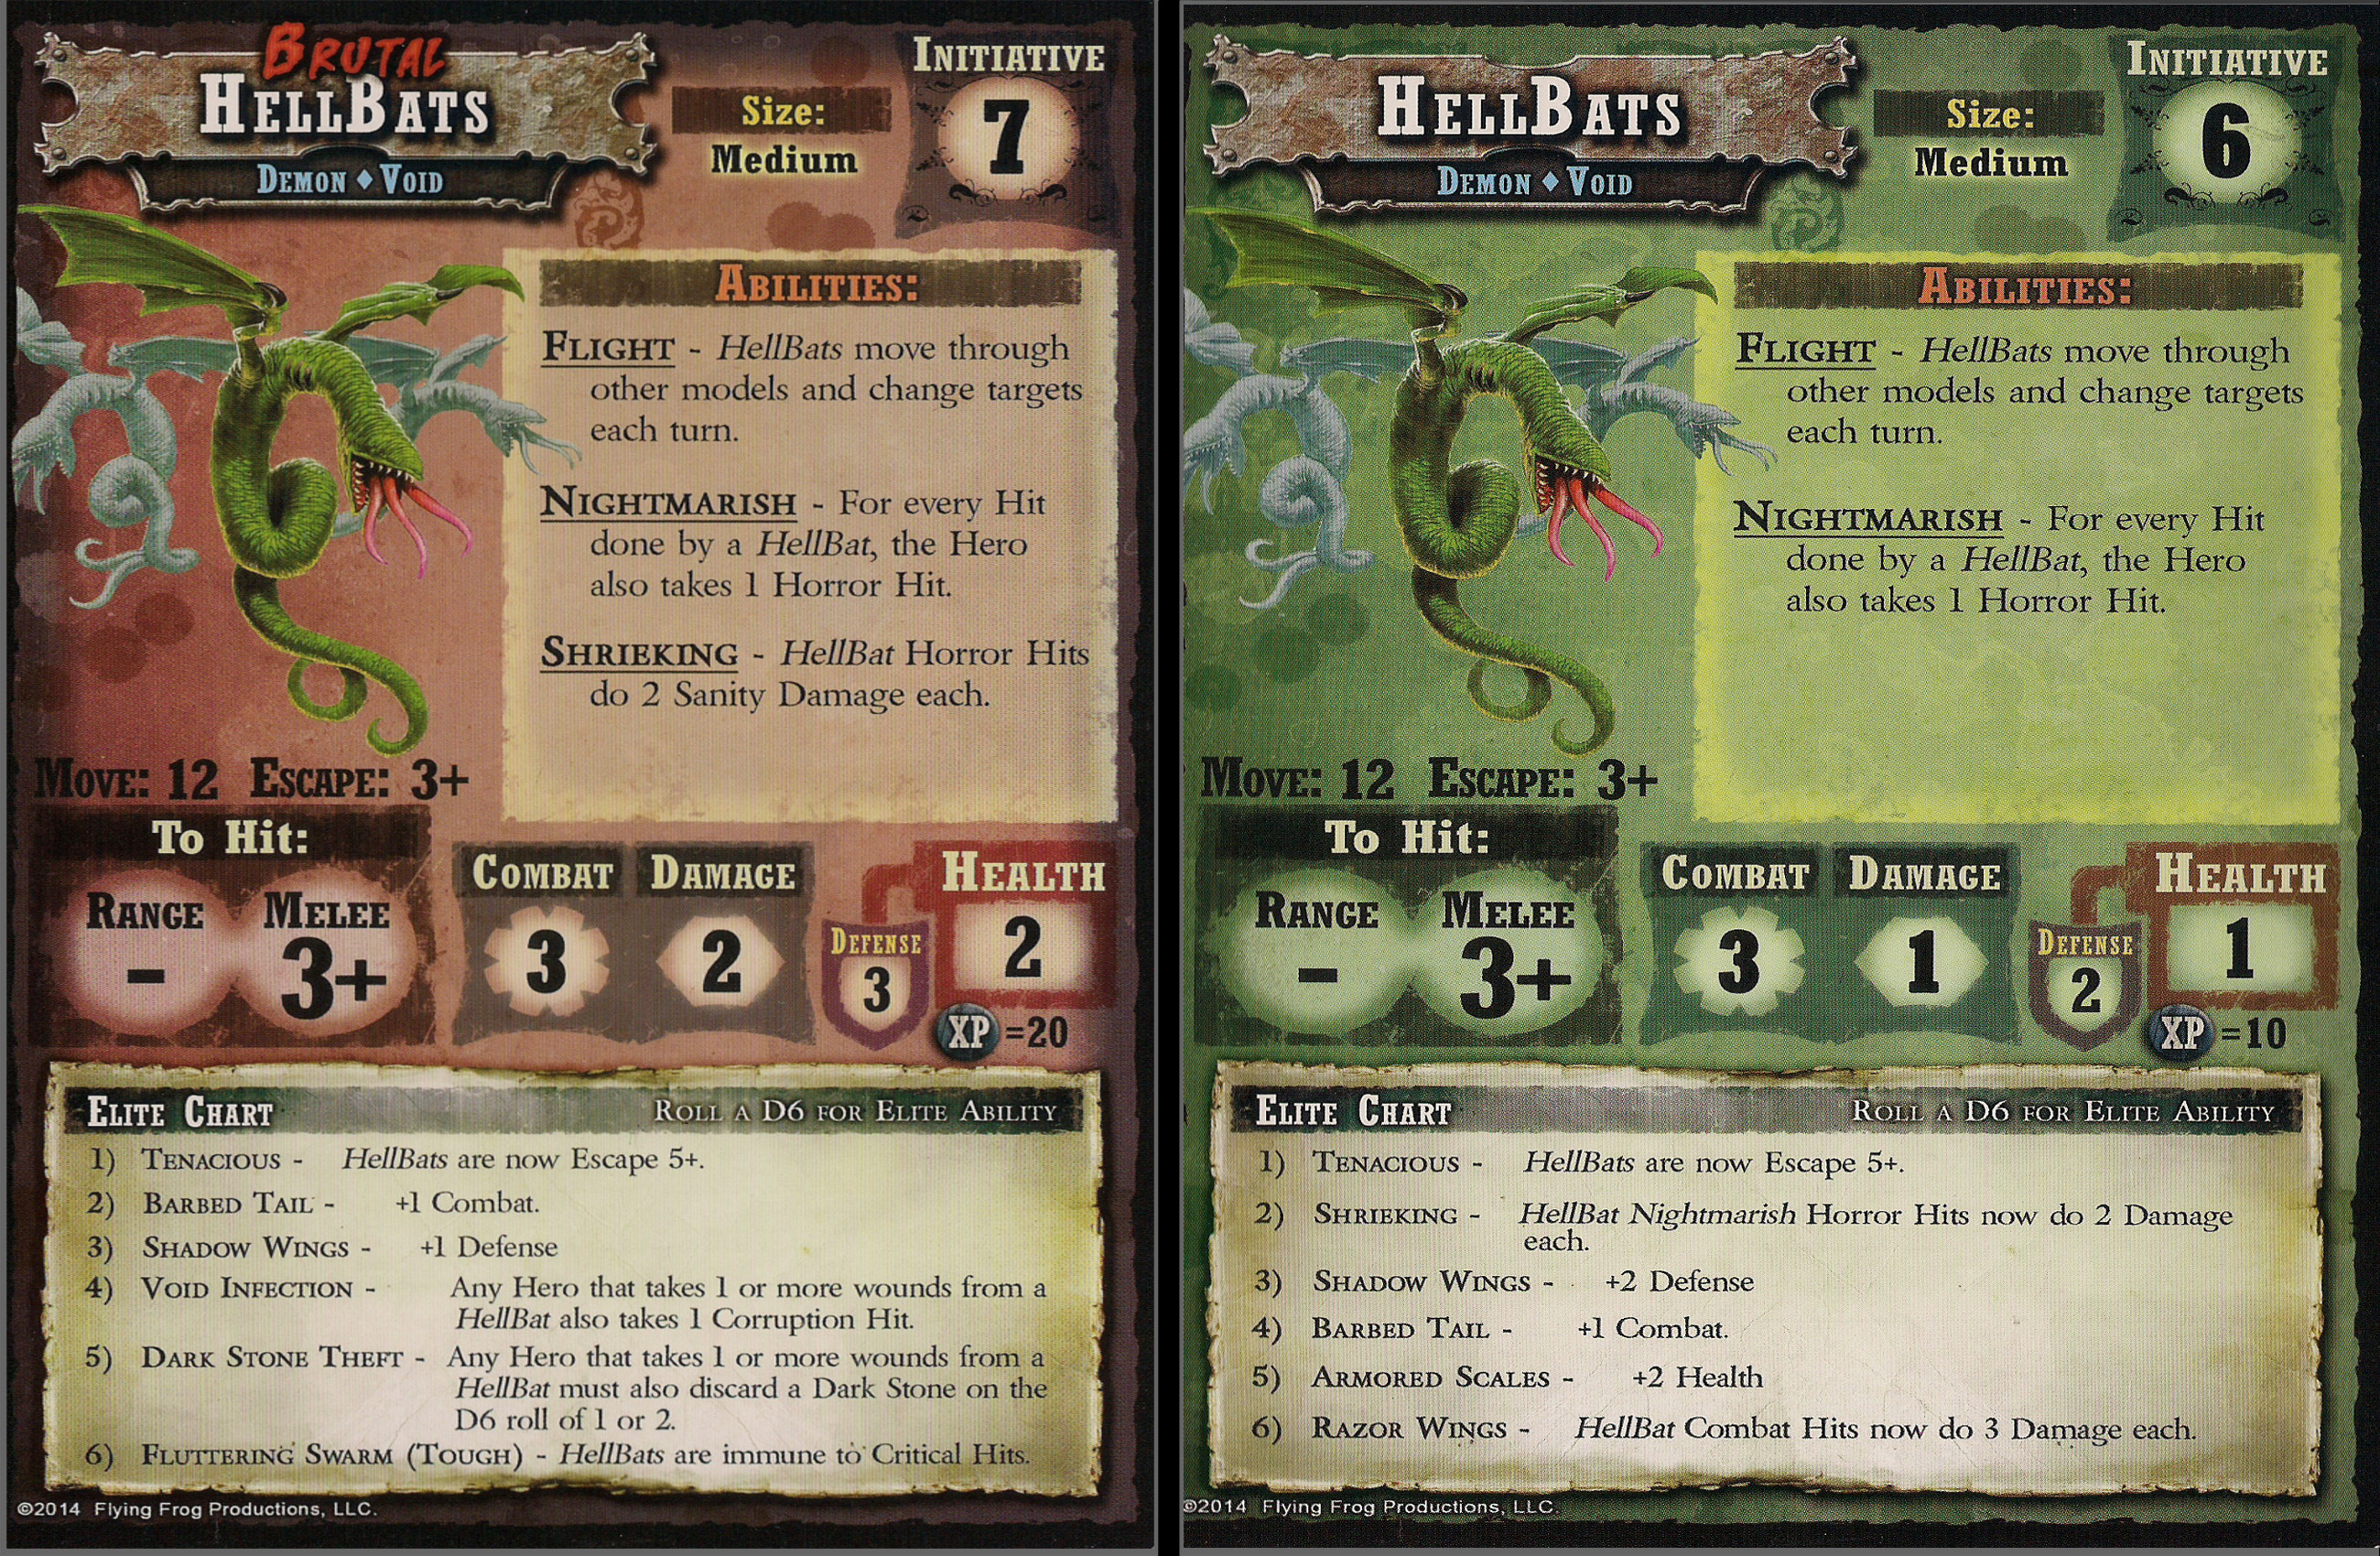 BRUTAL
HELLBATS
DEMON ♦ VOID
Size:
Medium
INITIATIVE
7
ABILITIES:
FLIGHT - HellBats move through
other models and change targets
each turn.
NIGHTMARISH - For every Hit
done by a HellBat, the Hero
also takes 1 Horror Hit.
SHRIEKING - HellBat Horror Hits
do 2 Sanity Damage each.
MOVE: 12 ESCAPE: 3+
To Hit:
RANGE MELEE
- 3+
COMBAT DAMAGE
3 2
DEFENSE
3
HEALTH
2
XP =20
ELITE CHART ROLL A D6 FOR ELITE ABILITY
1) TENACIOUS - HellBats are now Escape 5+.
2) BARBED TAIL - +1 Combat.
3) SHADOW WINGS - +1 Defense
4) VOID INFECTION - Any Hero that takes 1 or more wounds from a
HellBat also takes 1 Corruption Hit.
5) DARK STONE THEFT - Any Hero that takes 1 or more wounds from a
HellBat must also discard a Dark Stone on the
D6 roll of 1 or 2.
6) FLUTTERING SWARM (TOUGH) - HellBats are immune to Critical Hits.
©2014 Flying Frog Productions, LLC.
HELLBATS
DEMON ♦ VOID
Size:
Medium
INITIATIVE
6
ABILITIES:
FLIGHT - HellBats move through
other models and change targets
each turn.
NIGHTMARISH - For every Hit
done by a HellBat, the Hero
also takes 1 Horror Hit.
MOVE: 12 ESCAPE: 3+
To Hit:
RANGE MELEE
- 3+
COMBAT DAMAGE
3 1
DEFENSE
2
HEALTH
1
XP =10
ELITE CHART ROLL A D6 FOR ELITE ABILITY
1) TENACIOUS - HellBats are now Escape 5+.
2) SHRIEKING - HellBat Nightmarish Horror Hits now do 2 Damage
each.
3) SHADOW WINGS - +2 Defense
4) BARBED TAIL - +1 Combat.
5) ARMORED SCALES - +2 Health
6) RAZOR WINGS - HellBat Combat Hits now do 3 Damage each.
©2014 Flying Frog Productions, LLC.